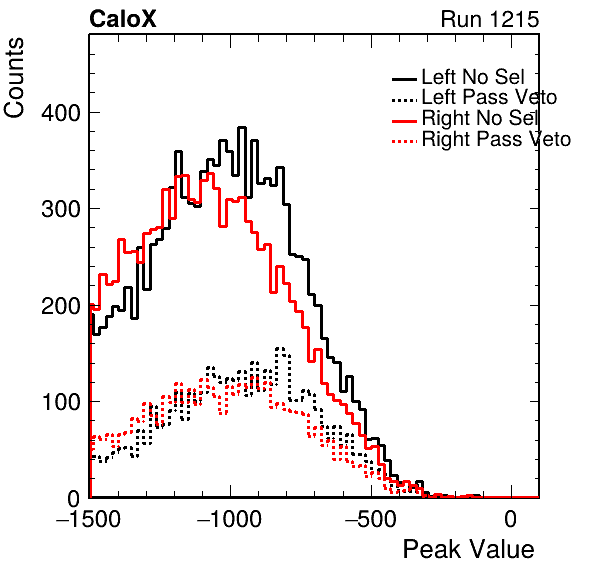 CaloX Run 1215
Counts
Left No Sel
Left Pass Veto
Right No Sel
Right Pass Veto
400
300
200
100
0
−1500 −1000 −500 0
Peak Value